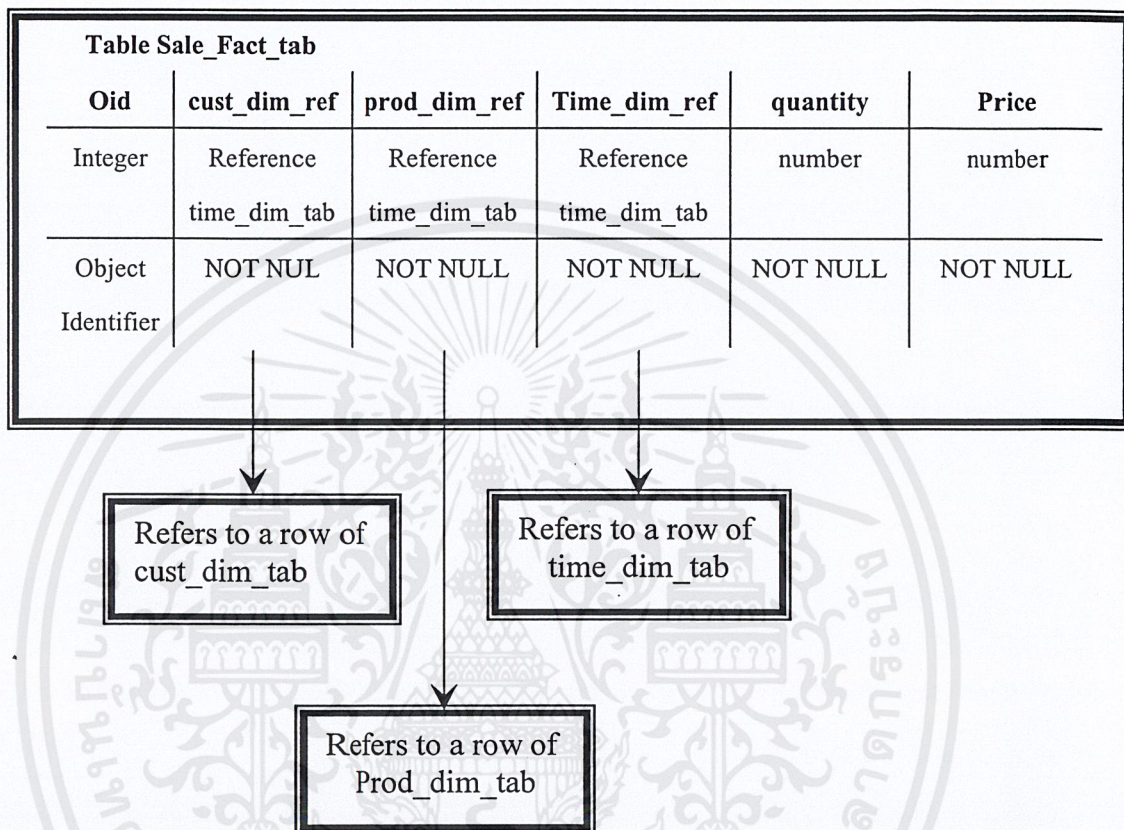 Table Sale_Fact_tab
Oid cust_dim_ref prod_dim_ref Time_dim_ref quantity Price
Integer Reference Reference Reference number number
time_dim_tab time_dim_tab time_dim_tab
Object NOT NUL NOT NULL NOT NULL NOT NULL NOT NULL
Identifier
Refers to a row of
cust_dim_tab
Refers to a row of
time_dim_tab
Refers to a row of
Prod_dim_tab